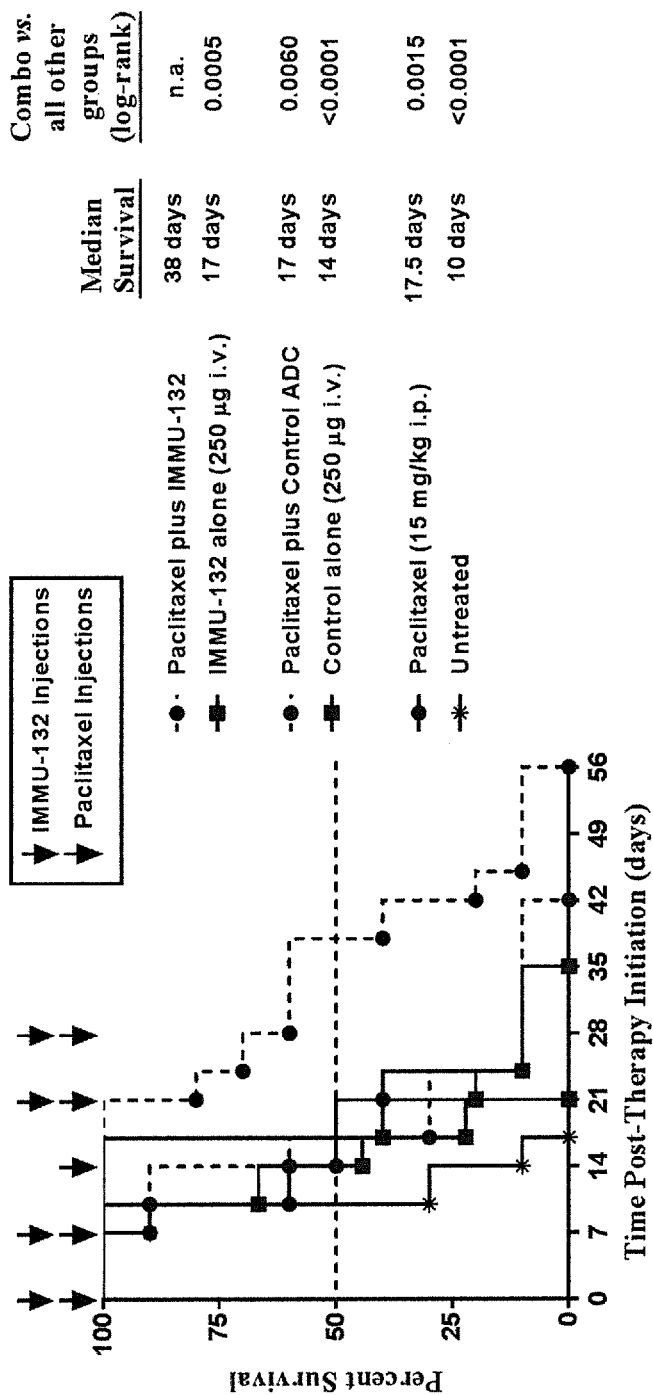 IMMU-132 Injections
Paclitaxel Injections
Median
Survival
Combo vs.
all other
groups
(log-rank)
Paclitaxel plus IMMU-132 38 days n.a.
IMMU-132 alone (250 µg i.v.) 17 days 0.0005
Paclitaxel plus Control ADC 17 days 0.0060
Control alone (250 µg i.v.) 14 days <0.0001
Paclitaxel (15 mg/kg i.p.) 17.5 days 0.0015
Untreated 10 days <0.0001
Percent Survival
100
75
50
25
0
0 7 14 21 28 35 42 49 56
Time Post-Therapy Initiation (days)